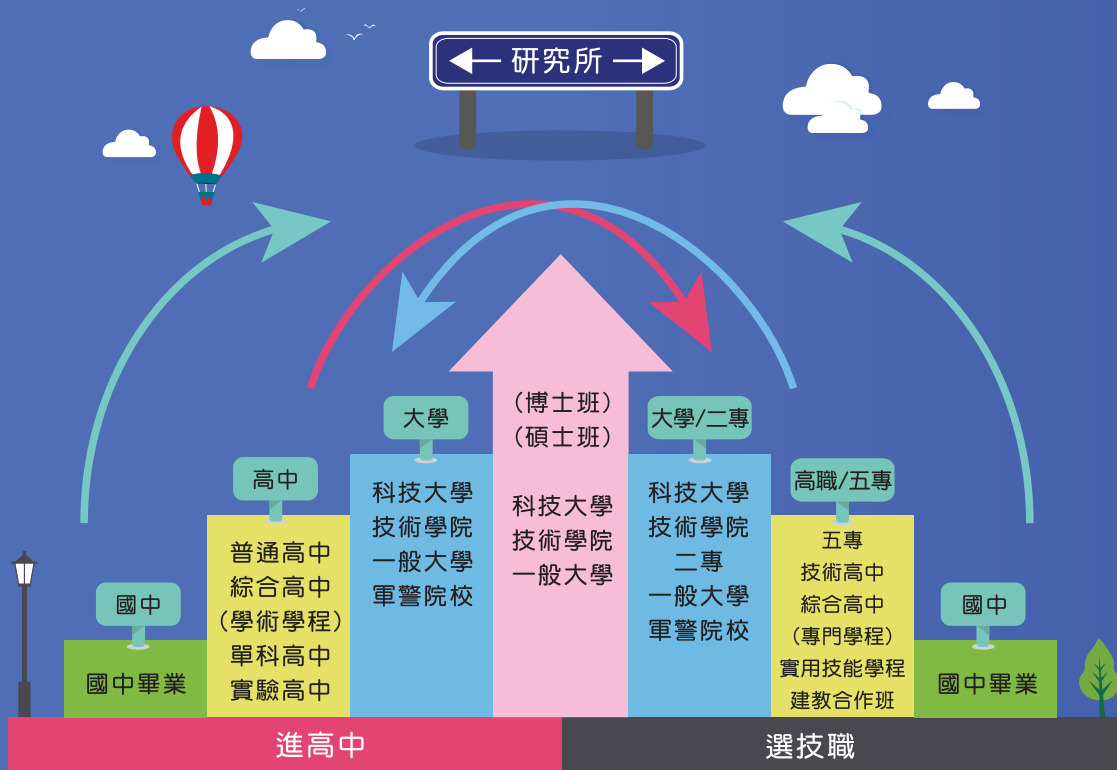 研究所
國中
國中畢業
高中
普通高中
綜合高中
(學術學程)
單科高中
實驗高中
大學
科技大學
技術學院
一般大學
軍警院校
(博士班)
(碩士班)
科技大學
技術學院
一般大學
大學/二專
科技大學
技術學院
二專
一般大學
軍警院校
高職/五專
五專
技術高中
綜合高中
(專門學程)
實用技能學程
建教合作班
國中
國中畢業
進高中
選技職